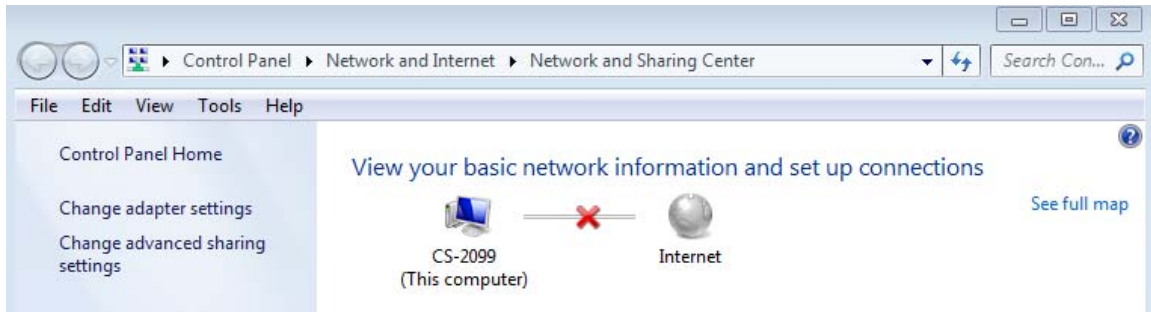 Control Panel Network and Internet Network and Sharing Center Search Con...
File Edit View Tools Help
Control Panel Home
Change adapter settings
Change advanced sharing
settings
View your basic network information and set up connections
See full map
CS-2099
(This computer)
Internet